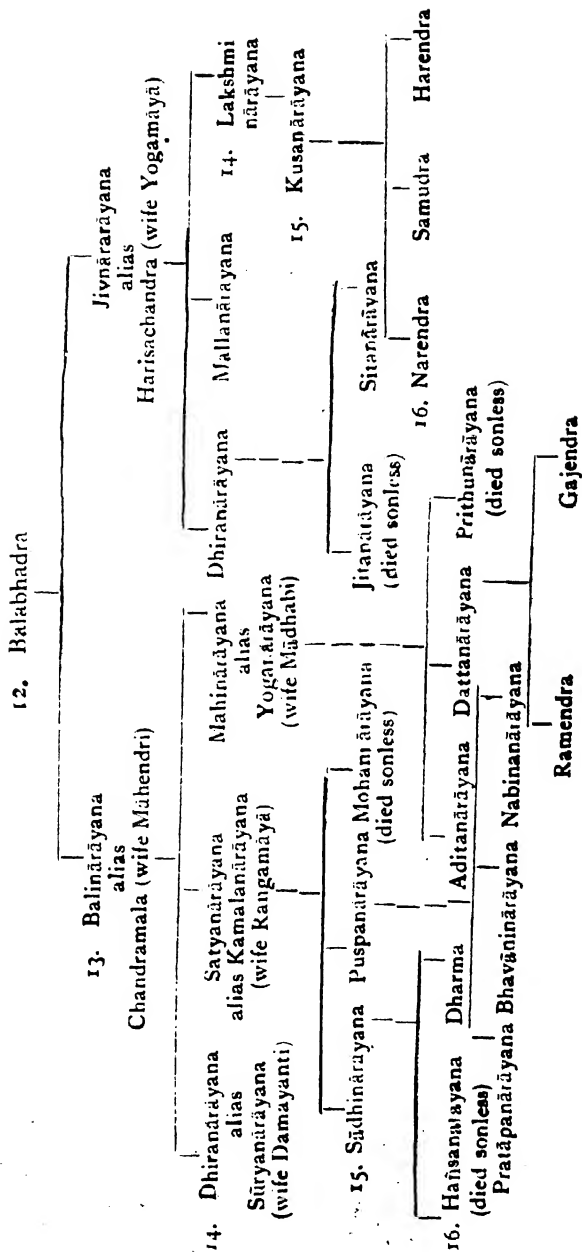 12. Balabhadra
13. Balinārāyana
alias
Chandramala (wife Māhendri)
Jivnārarāyana
alias
Harisachandra (wife Yogamāyā)
14. Dhiranārāyana
alias
Sūryanārāyana
(wife Damayanti)
Satyanārāyana
alias Kamalanārāyana
(wife Rangamāyā)
Mahinārāyana
alias
Yoganārāyana
(wife Mādhabi)
Dhiranārāyana
Mallanārāyana
14. Lakshmi
nārāyana
15. Sādhinārāyana
Puspanārāyana
Mohanārāyana
(died sonless)
Jitanārāyana
(died sonless)
Sitanārāyana
15. Kusanārāyana
16. Hańsanarayana
(died sonless)
Dharma
Aditanārāyana
Dattanārāyana
Prithunārāyana
(died sonless)
16. Narendra
Samudra
Harendra
Pratāpanārāyana
Bhavāninārāyana
Nabinanārāyana
Ramendra
Gajendra